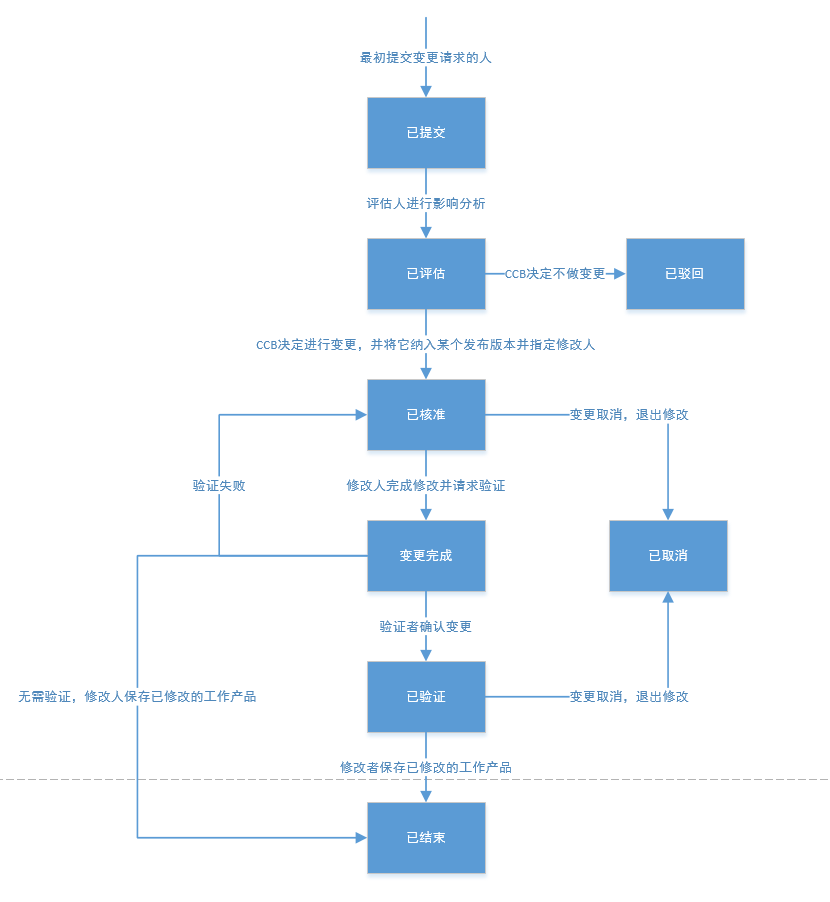 最初提交变更请求的人
已提交
评估人进行影响分析
已评估
CCB决定不做变更
已驳回
CCB决定进行变更，并将它纳入某个发布版本并指定修改人
已核准
变更取消，退出修改
验证失败
修改人完成修改并请求验证
变更完成
已取消
验证者确认变更
无需验证，修改人保存已修改的工作产品
已验证
变更取消，退出修改
修改者保存已修改的工作产品
已结束